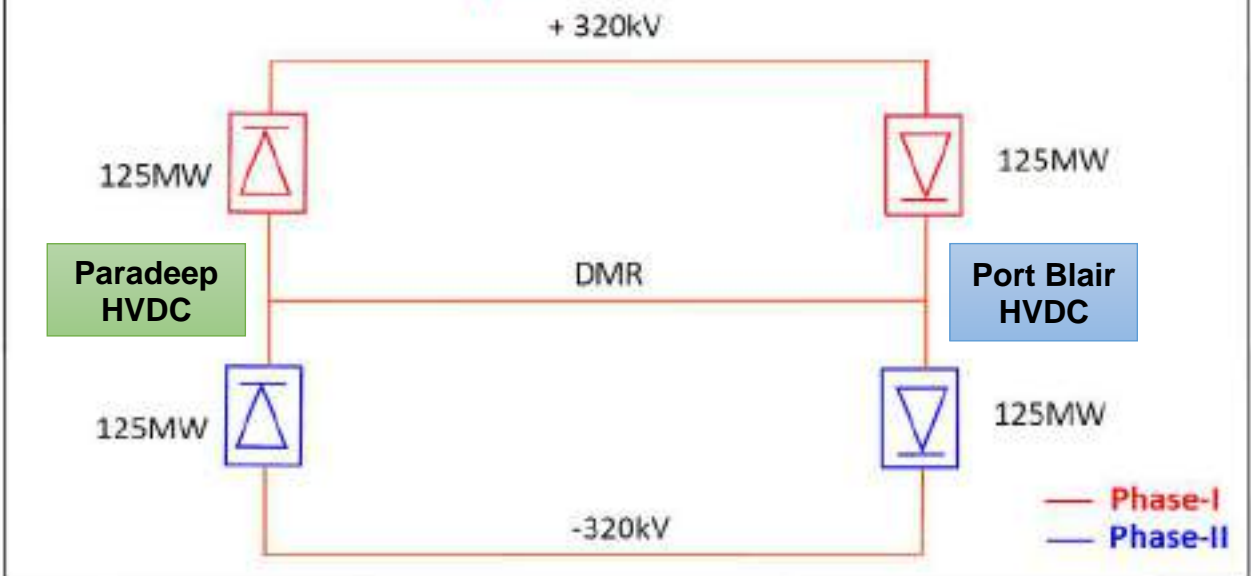 + 320kV
125MW
125MW
Paradeep
HVDC
DMR
Port Blair
HVDC
125MW
125MW
-320kV
Phase-I
Phase-II